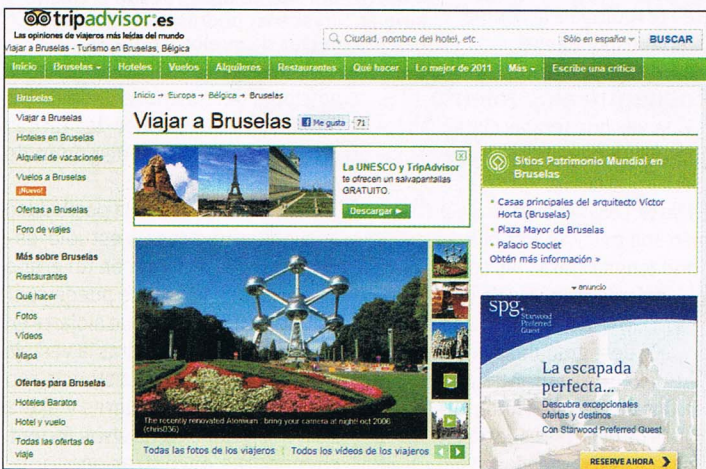 tripadvisor.es
Las opiniones de viajeros más leídas del mundo
Viajar a Bruselas - Turismo en Bruselas, Bélgica
Ciudad, nombre del hotel, etc.
Sólo en español
BUSCAR
Inicio Bruselas Hoteles Vuelos Alquileres Restaurantes Qué hacer Lo mejor de 2011 Más Escribe una crítica
Bruselas
Viajar a Bruselas
Hoteles en Bruselas
Alquiler de vacaciones
Vuelos a Bruselas
¡Nuevo!
Ofertas a Bruselas
Foro de viajes
Más sobre Bruselas
Restaurantes
Qué hacer
Fotos
Vídeos
Mapa
Ofertas para Bruselas
Hoteles Baratos
Hotel y vuelo
Todas las ofertas de
viaje
Inicio → Europa → Bélgica → Bruselas
Viajar a Bruselas
Me gusta 71
La UNESCO y TripAdvisor
te ofrecen un salvapantallas
GRATUITO.
Descargar
The recently renovated Atomium : bring your camera at night! oct 2006
(chris036)
Todas las fotos de los viajeros | Todos los vídeos de los viajeros
Sitios Patrimonio Mundial en
Bruselas
• Casas principales del arquitecto Víctor
Horta (Bruselas)
• Plaza Mayor de Bruselas
• Palacio Stoclet
Obtén más información »
anuncio
spg.
Starwood
Preferred
Guest
La escapada
perfecta...
Descubra excepcionales
ofertas y destinos
Con Starwood Preferred Guest
RESERVE AHORA